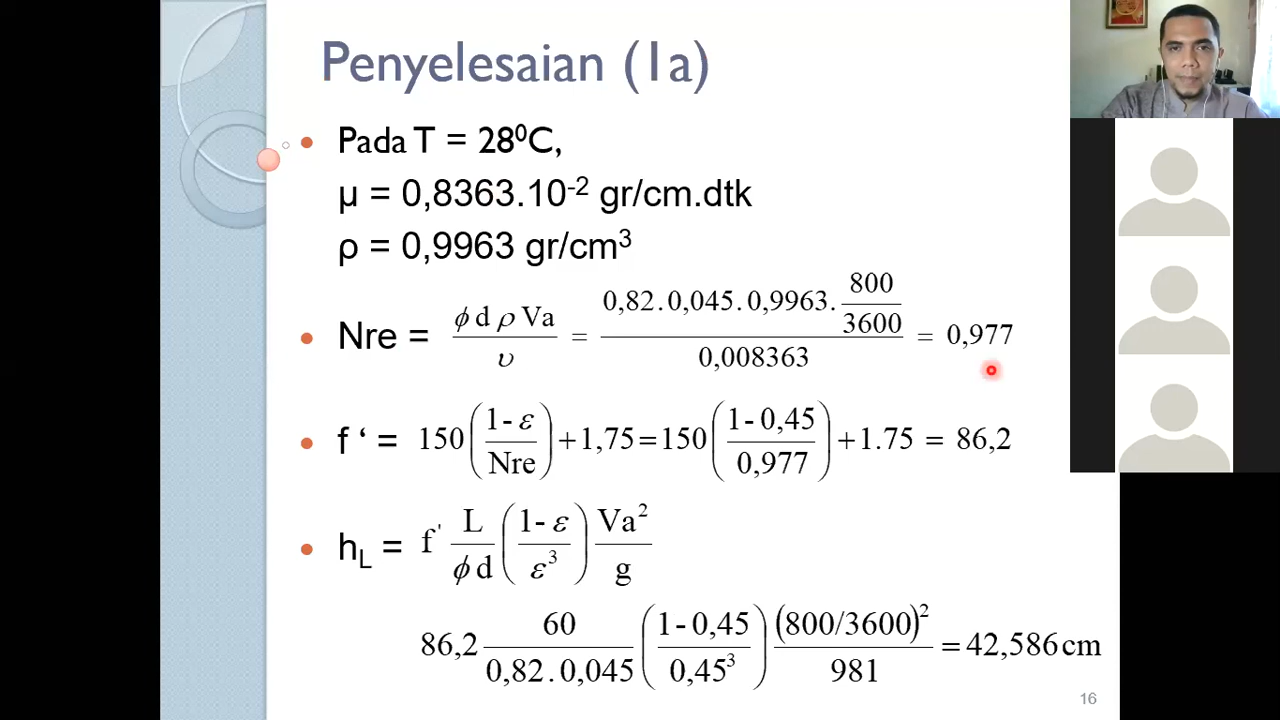 Penyelesaian (1a)
Pada T = 28⁰C,
μ = 0,8363.10⁻² gr/cm.dtk
ρ = 0,9963 gr/cm³
Nre = (ϕ d ρ Va)/υ = (0,82.0,045.0,9963.(800/3600))/(0,008363) = 0,977
f ‘ = 150((1-ε)/Nre)+1,75=150((1-0,45)/0,977)+1.75 = 86,2
h_L = f' L/(ϕ d) ((1-ε)/ε³) Va²/g
86,2 60/(0,82.0,045) ((1-0,45)/0,45³) (800/3600)²/981 = 42,586 cm
16